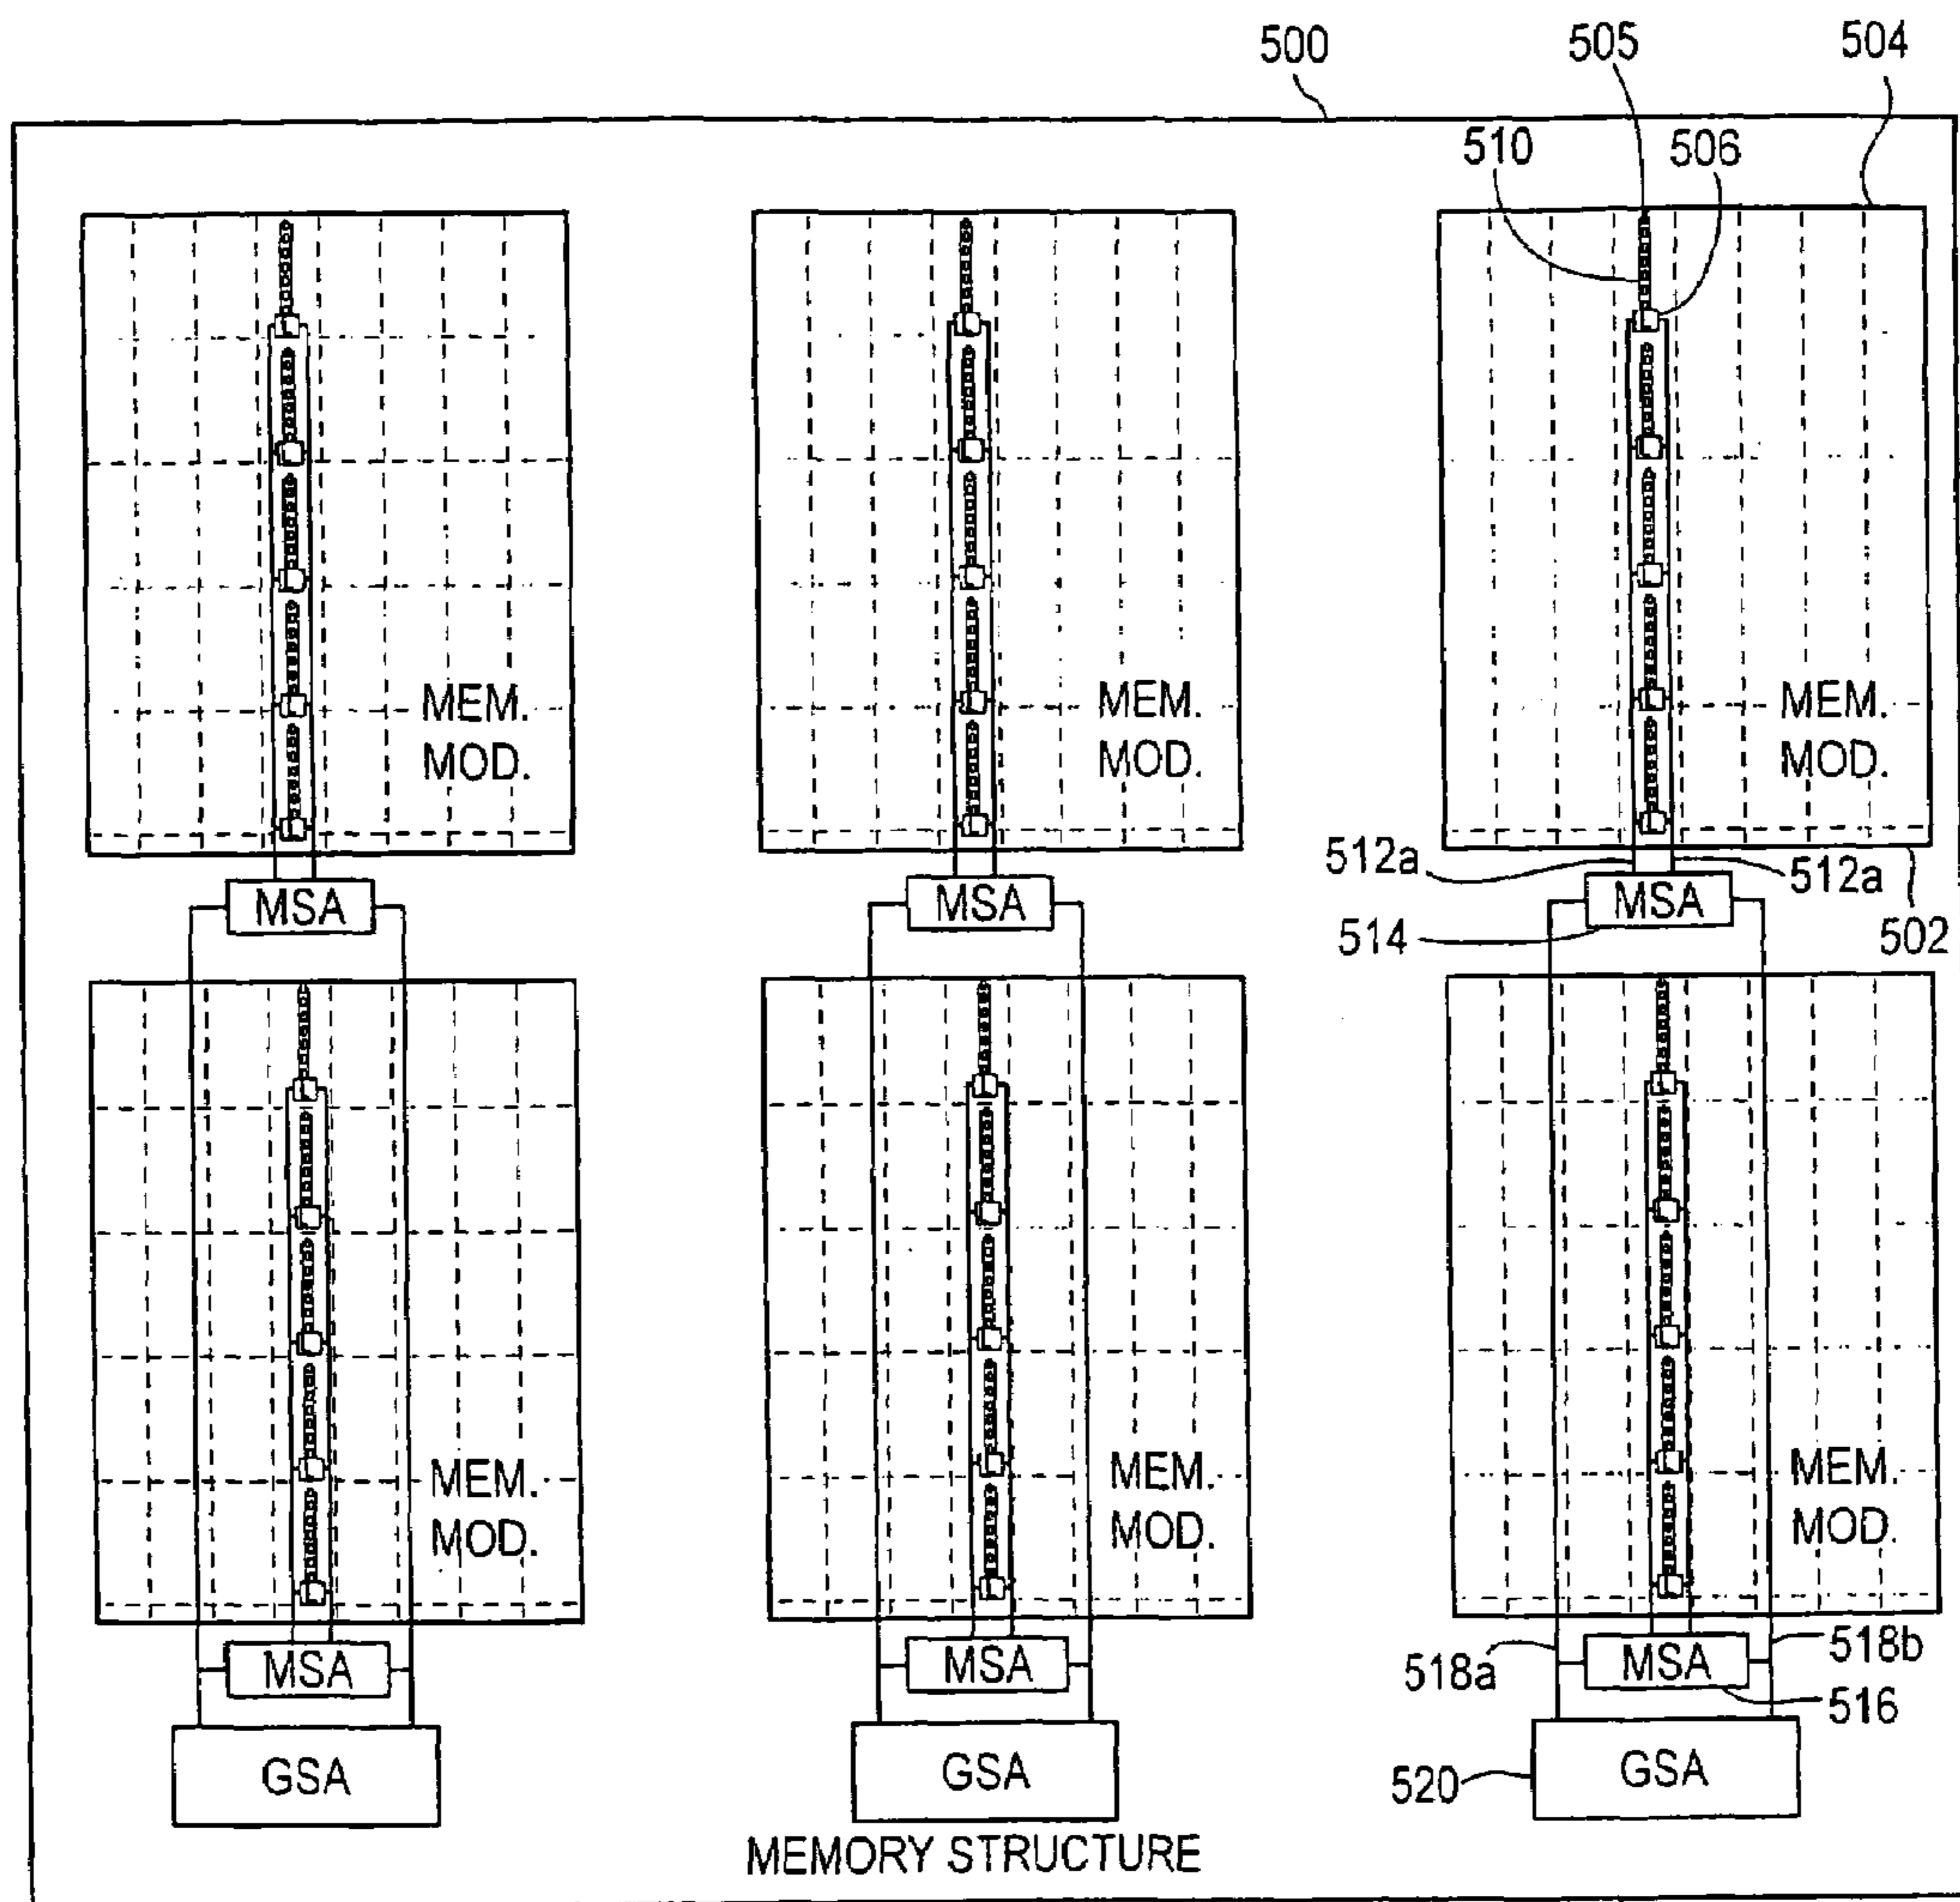 500
505
504
510
506
MEM.
MOD.
MEM.
MOD.
MEM.
MOD.
512a
512a
MSA
MSA
MSA
514
502
MEM.
MOD.
MEM.
MOD.
MEM.
MOD.
MSA
MSA
518a
MSA
518b
516
GSA
GSA
520
GSA
MEMORY STRUCTURE